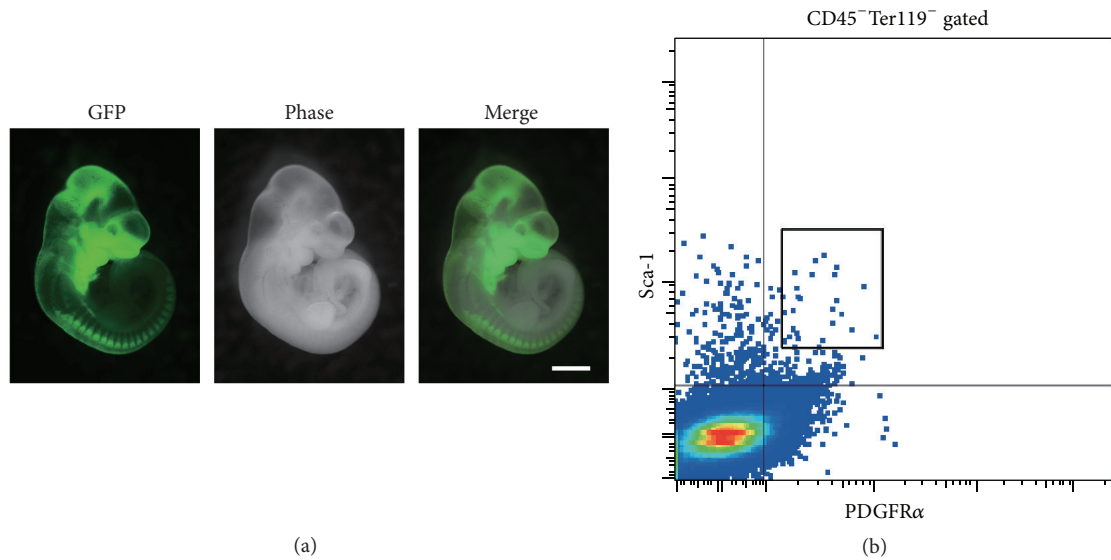 GFP
Phase
Merge
(a)
CD45⁻Ter119⁻ gated
Sca-1
PDGFRα
(b)